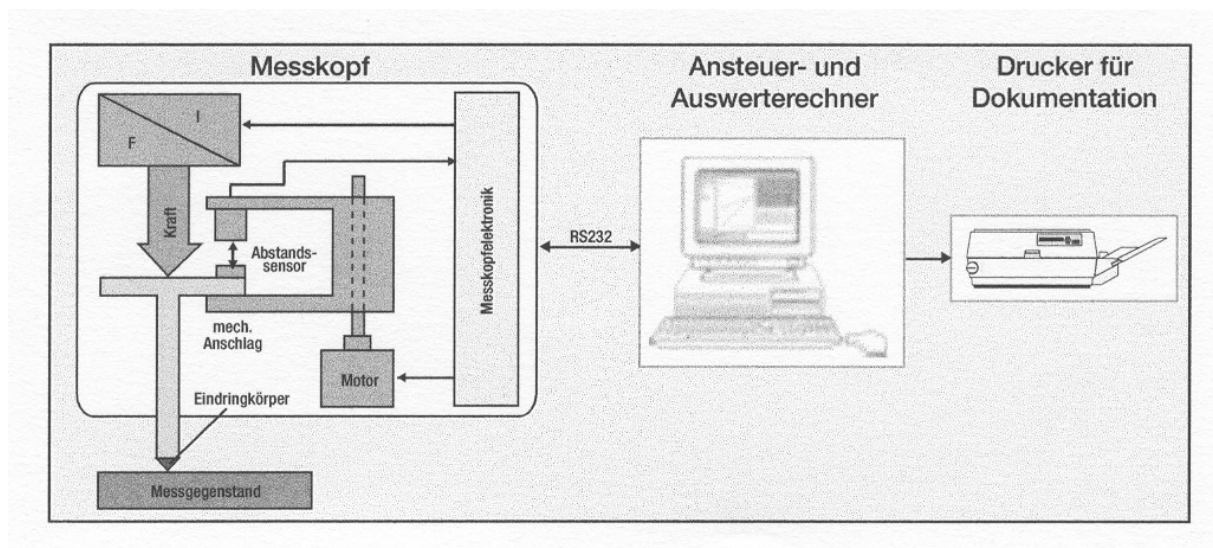 Messkopf
Ansteuer- und
Auswerterechner
Drucker für
Dokumentation
I
F
Kraft
Abstands-
sensor
mech.
Anschlag
Motor
Messkopfelektronik
RS232
Eindringkörper
Messgegenstand